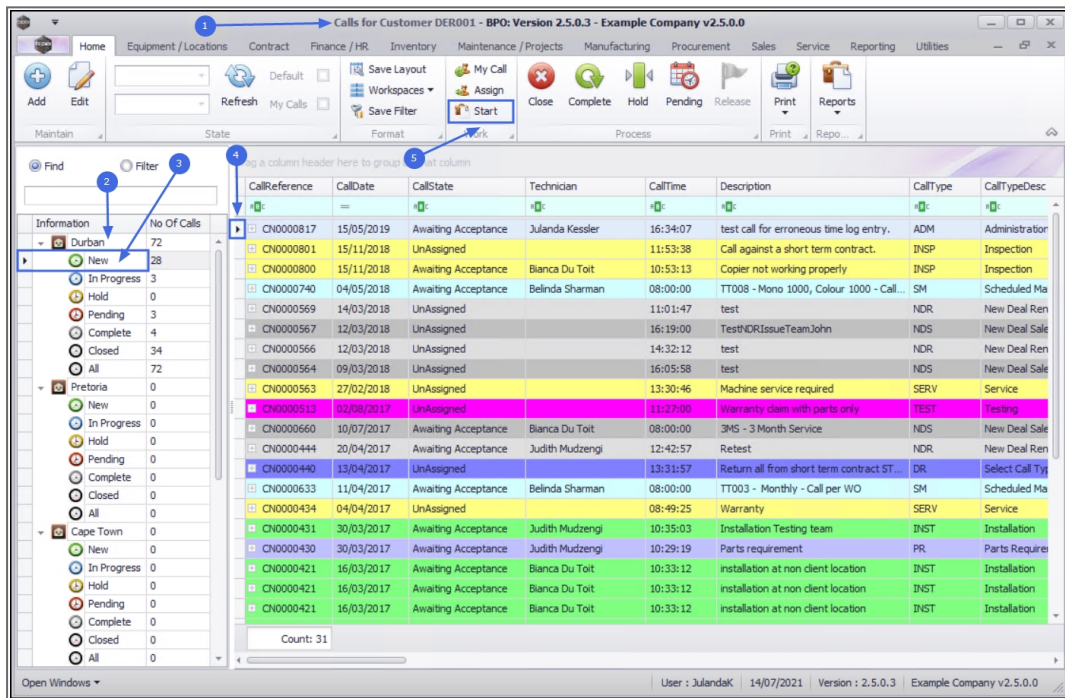 1
Calls for Customer DER001 - BPO: Version 2.5.0.3 - Example Company v2.5.0.0
Home Equipment / Locations Contract Finance / HR Inventory Maintenance / Projects Manufacturing Procurement Sales Service Reporting Utilities
Default Save Layout My Call
Workspaces Assign
Add Edit Refresh My Calls Save Filter Start Close Complete Hold Pending Release Print Reports
Maintain State Format Work Process Print Repo...
Find Filter 3 4 5
2
ag a column header here to group hat column
CallReference CallDate CallState Technician CallTime Description CallType CallTypeDesc
Information No Of Calls
Durban 72
New 28
In Progress 3
Hold 0
Pending 3
Complete 4
Closed 34
All 72
Pretoria 0
New 0
In Progress 0
Hold 0
Pending 0
Complete 0
Closed 0
All 0
Cape Town 0
New 0
In Progress 0
Hold 0
Pending 0
Complete 0
Closed 0
All 0
CN0000817 15/05/2019 Awaiting Acceptance Julanda Kessler 16:34:07 test call for erroneous time log entry. ADM Administration
CN0000801 15/11/2018 UnAssigned 11:53:38 Call against a short term contract. INSP Inspection
CN0000800 15/11/2018 Awaiting Acceptance Bianca Du Toit 10:53:13 Copier not working properly INSP Inspection
CN0000740 04/05/2018 Awaiting Acceptance Belinda Sharman 08:00:00 TT008 - Mono 1000, Colour 1000 - Call... SM Scheduled Ma
CN0000569 14/03/2018 UnAssigned 11:01:47 test NDR New Deal Ren
CN0000567 12/03/2018 UnAssigned 16:19:00 TestNDRIssueTeamJohn NDS New Deal Sale
CN0000566 12/03/2018 UnAssigned 14:32:12 test NDR New Deal Ren
CN0000564 09/03/2018 UnAssigned 16:05:58 test NDS New Deal Sale
CN0000563 27/02/2018 UnAssigned 13:30:46 Machine service required SERV Service
CN0000513 02/08/2017 UnAssigned 11:27:00 Warranty claim with parts only TEST Testing
CN0000660 10/07/2017 Awaiting Acceptance Bianca Du Toit 08:00:00 3MS - 3 Month Service NDS New Deal Sale
CN0000444 20/04/2017 Awaiting Acceptance Judith Mudzengi 12:42:57 Retest NDR New Deal Ren
CN0000440 13/04/2017 UnAssigned 13:31:57 Return all from short term contract ST... DR Select Call Typ
CN0000633 11/04/2017 Awaiting Acceptance Belinda Sharman 08:00:00 TT003 - Monthly - Call per WO SM Scheduled Ma
CN0000434 04/04/2017 UnAssigned 08:49:25 Warranty SERV Service
CN0000431 30/03/2017 Awaiting Acceptance Judith Mudzengi 10:35:03 Installation Testing team INST Installation
CN0000430 30/03/2017 Awaiting Acceptance Judith Mudzengi 10:29:19 Parts requirement PR Parts Requirer
CN0000421 16/03/2017 Awaiting Acceptance Bianca Du Toit 10:33:12 installation at non client location INST Installation
CN0000421 16/03/2017 Awaiting Acceptance Bianca Du Toit 10:33:12 installation at non client location INST Installation
CN0000421 16/03/2017 Awaiting Acceptance Bianca Du Toit 10:33:12 installation at non client location INST Installation
Count: 31
Open Windows User : JulandaK 14/07/2021 Version : 2.5.0.3 Example Company v2.5.0.0